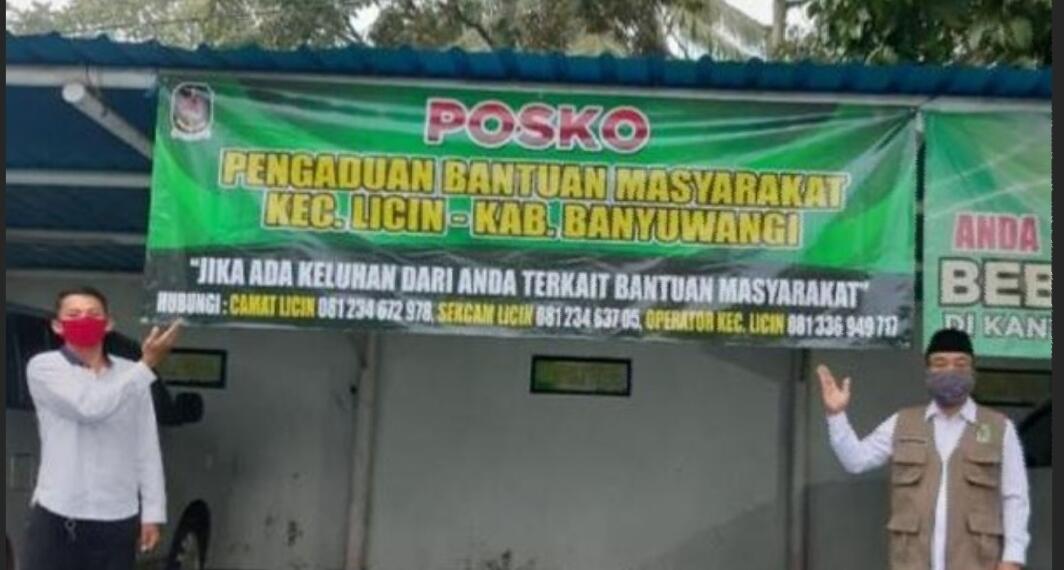 POSKO
PENGADUAN BANTUAN MASYARAKAT
KEC. LICIN - KAB. BANYUWANGI
"JIKA ADA KELUHAN DARI ANDA TERKAIT BANTUAN MASYARAKAT"
HUBUNGI : CAMAT LICIN 081 234 672 978, SEKCAM LICIN 081 234 637 05, OPERATOR KEC. LICIN 081 336 949 717
ANDA
BEB
DI KAN